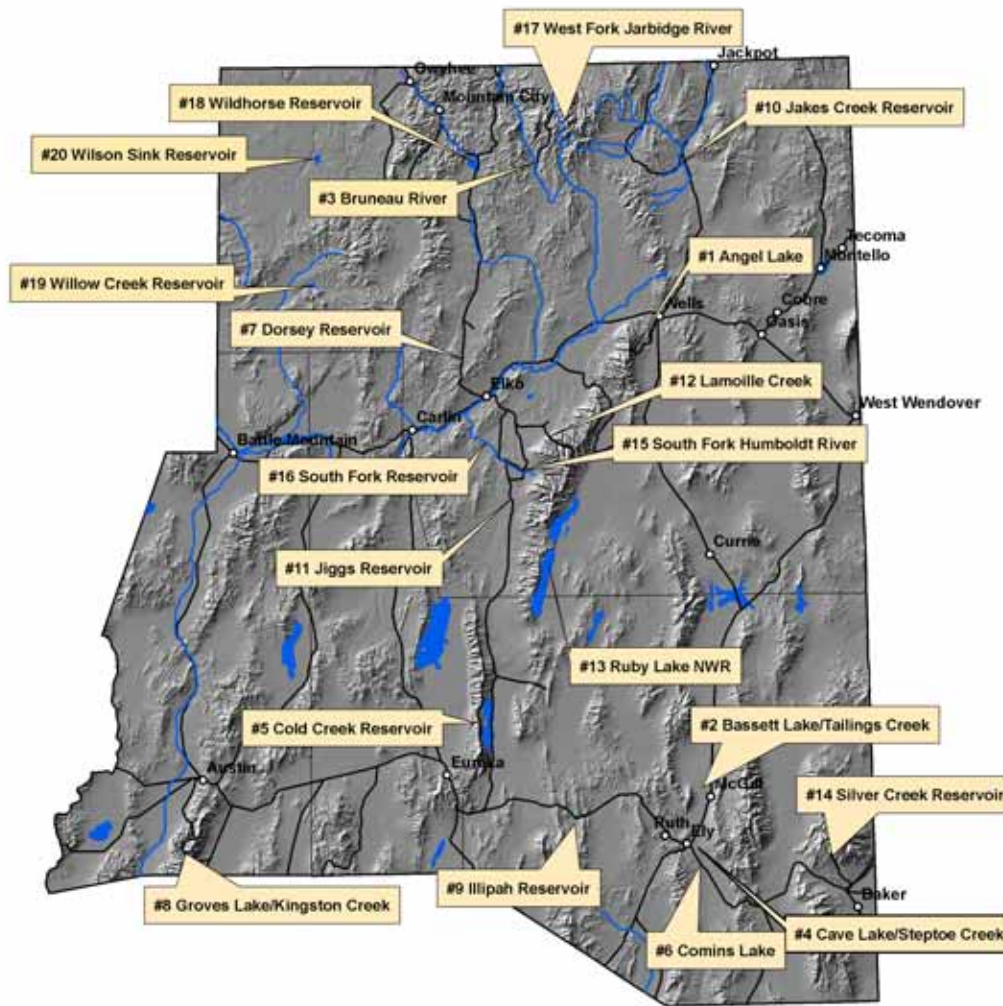 #17 West Fork Jarbidge River
Jackpot
Owyhee
#18 Wildhorse Reservoir
Mountain City
#10 Jakes Creek Reservoir
#20 Wilson Sink Reservoir
#3 Bruneau River
Tecoma
#1 Angel Lake
Montello
#19 Willow Creek Reservoir
Wells
Cobre
#7 Dorsey Reservoir
Oasis
#12 Lamoille Creek
Elko
West Wendover
Carlin
#15 South Fork Humboldt River
Battle Mountain
#16 South Fork Reservoir
Currie
#11 Jiggs Reservoir
#13 Ruby Lake NWR
#5 Cold Creek Reservoir
#2 Bassett Lake/Tailings Creek
Eureka
Austin
McGill
#14 Silver Creek Reservoir
Ruth
Ely
#9 Illipah Reservoir
Baker
#8 Groves Lake/Kingston Creek
#4 Cave Lake/Steptoe Creek
#6 Comins Lake